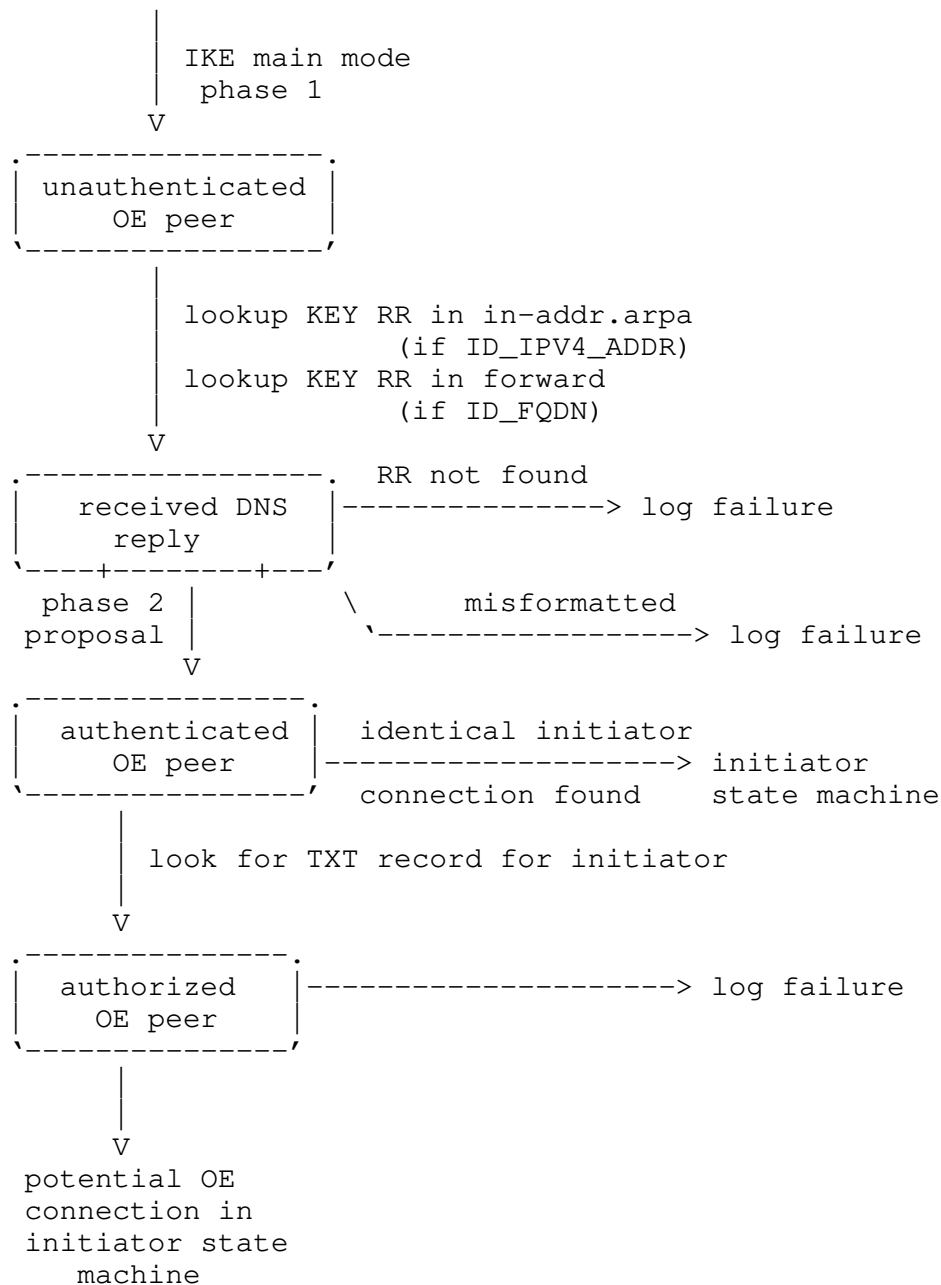 IKE main mode
phase 1
V
unauthenticated
OE peer
lookup KEY RR in in-addr.arpa
(if ID_IPV4_ADDR)
lookup KEY RR in forward
(if ID_FQDN)
V
RR not found
received DNS
reply
log failure
phase 2
proposal
misformatted
log failure
V
authenticated
OE peer
identical initiator
connection found
initiator
state machine
look for TXT record for initiator
V
authorized
OE peer
log failure
V
potential OE
connection in
initiator state
machine